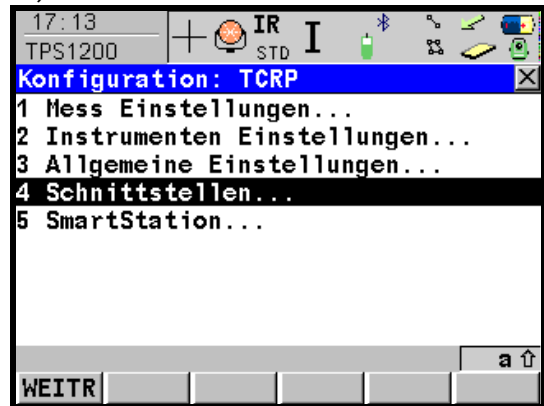 17:13
TPS1200
IR
STD
I
Konfiguration: TCRP
1 Mess Einstellungen...
2 Instrumenten Einstellungen...
3 Allgemeine Einstellungen...
4 Schnittstellen...
5 SmartStation...
a ⇧
WEITR